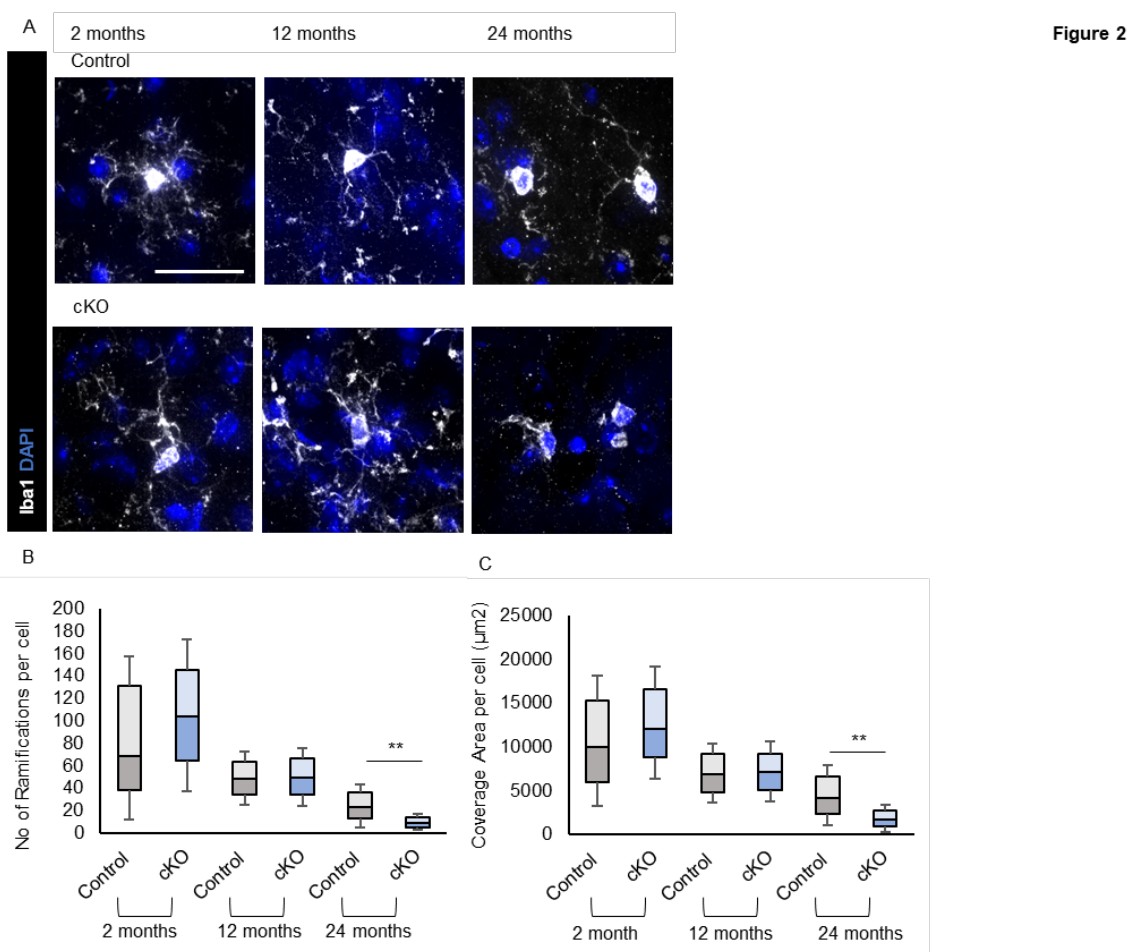 A
2 months 12 months 24 months
Figure 2
Control
cKO
Iba1 DAPI
B
No of Ramifications per cell
200
180
160
140
120
100
80
60
40
20
0
**
Control cKO Control cKO Control cKO
2 months 12 months 24 months
C
Coverage Area per cell (µm2)
25000
20000
15000
10000
5000
0
**
Control cKO Control cKO Control cKO
2 month 12 months 24 months